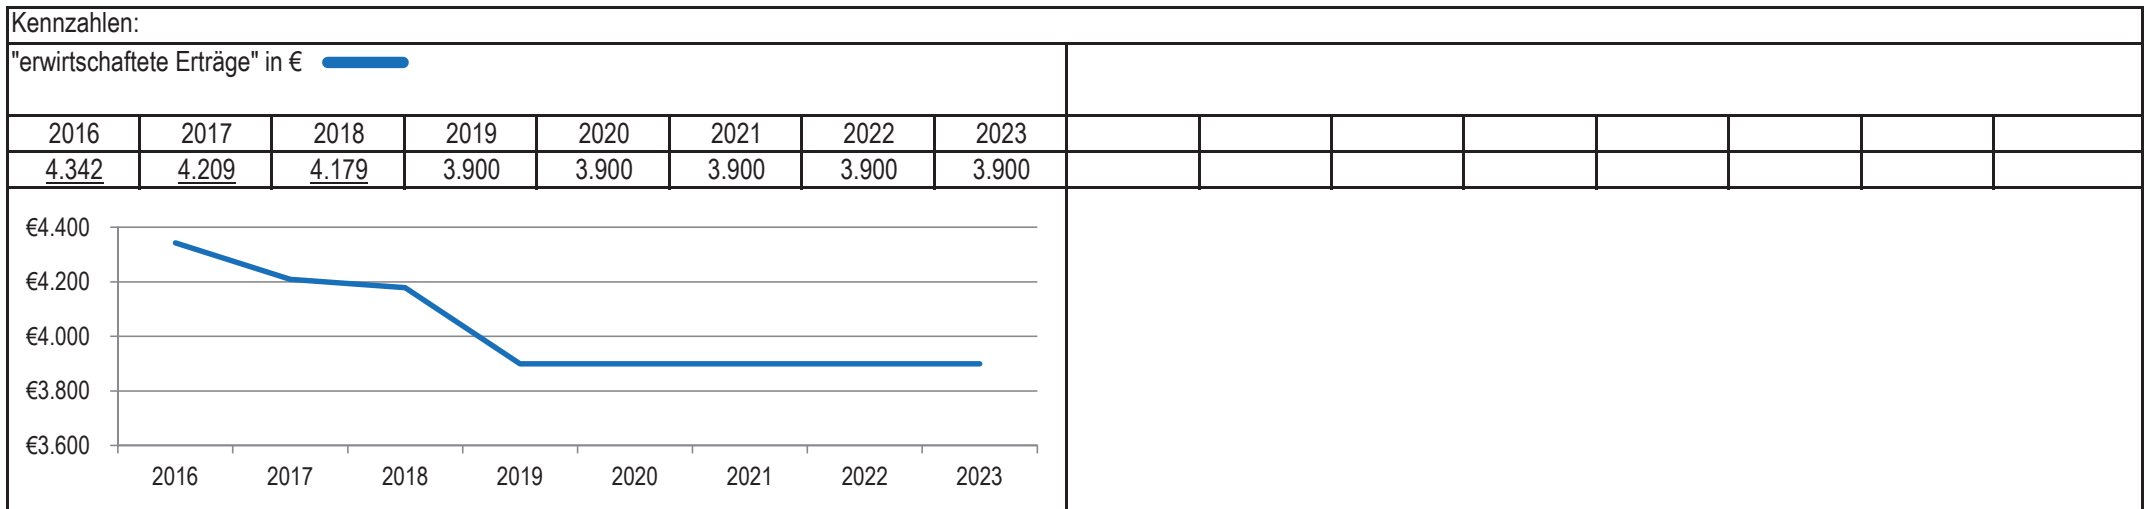 Kennzahlen:
"erwirtschaftete Erträge" in €
2016 2017 2018 2019 2020 2021 2022 2023
4.342 4.209 4.179 3.900 3.900 3.900 3.900 3.900
€4.400
€4.200
€4.000
€3.800
€3.600
2016 2017 2018 2019 2020 2021 2022 2023